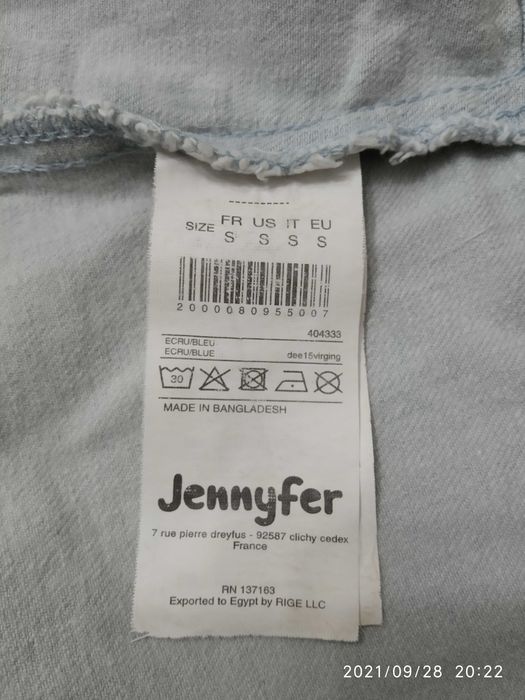 SIZE FR US IT EU
S S S S
2000080955007
404333
ECRU/BLEU
ECRU/BLUE dee15virging
30
MADE IN BANGLADESH
Jennyfer
7 rue pierre dreyfus - 92587 clichy cedex
France
RN 137163
Exported to Egypt by RIGE LLC
2021/09/28 20:22